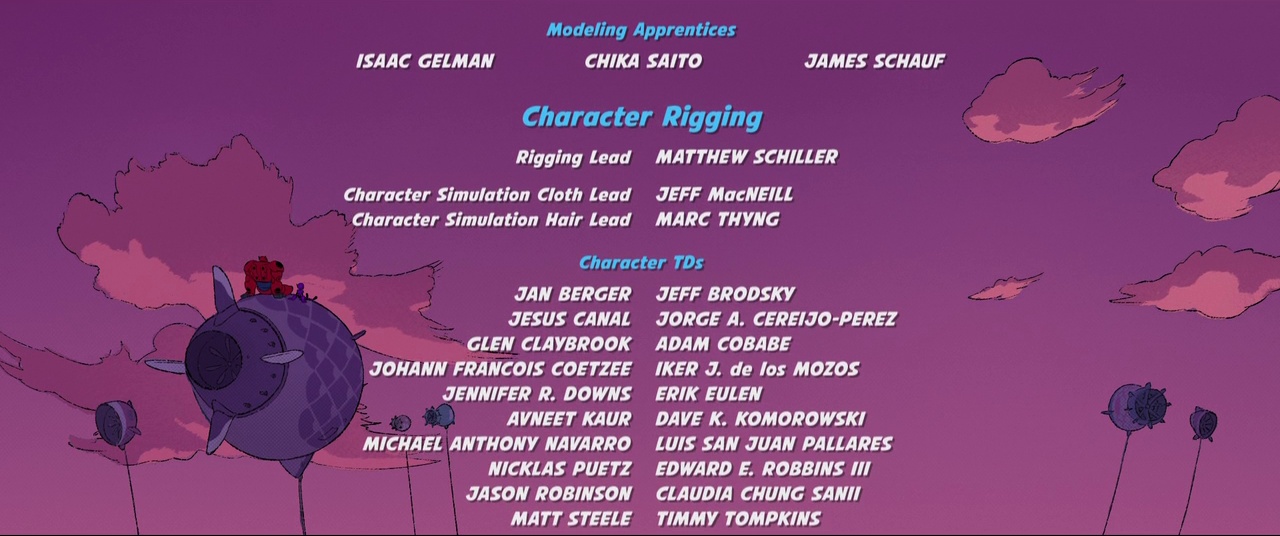 Modeling Apprentices
ISAAC GELMAN CHIKA SAITO JAMES SCHAUF
Character Rigging
Rigging Lead MATTHEW SCHILLER
Character Simulation Cloth Lead JEFF MacNEILL
Character Simulation Hair Lead MARC THYNG
Character TDs
JAN BERGER JEFF BRODSKY
JESUS CANAL JORGE A. CEREIJO-PEREZ
GLEN CLAYBROOK ADAM COBABE
JOHANN FRANCOIS COETZEE IKER J. de los MOZOS
JENNIFER R. DOWNS ERIK EULEN
AVNEET KAUR DAVE K. KOMOROWSKI
MICHAEL ANTHONY NAVARRO LUIS SAN JUAN PALLARES
NICKLAS PUETZ EDWARD E. ROBBINS III
JASON ROBINSON CLAUDIA CHUNG SANII
MATT STEELE TIMMY TOMPKINS